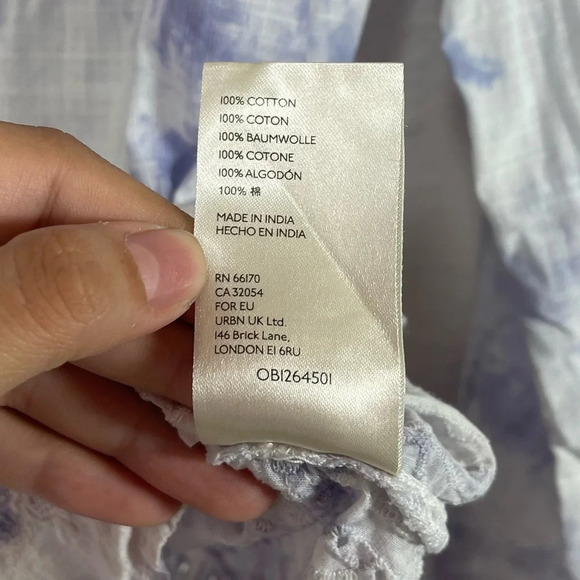 100% COTTON
100% COTON
100% BAUMWOLLE
100% COTONE
100% ALGODÓN
100% 棉
MADE IN INDIA
HECHO EN INDIA
RN 66170
CA 32054
FOR EU
URBN UK Ltd.
146 Brick Lane,
LONDON E1 6RU
OB1264501